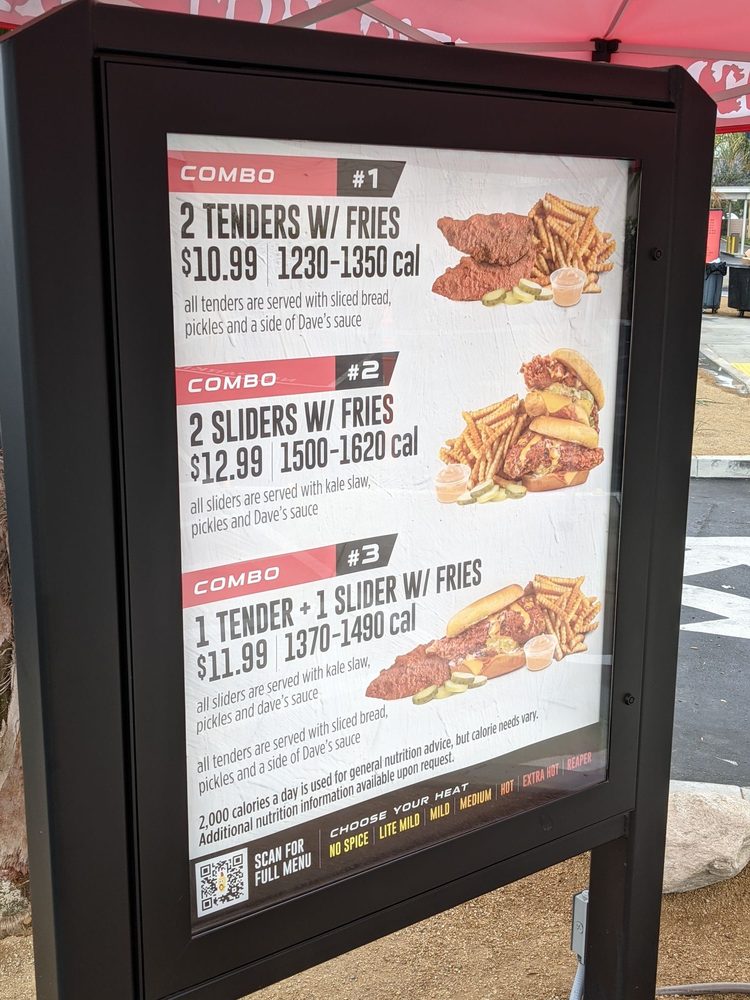 COMBO #1
2 TENDERS W/ FRIES
$10.99 | 1230-1350 cal
all tenders are served with sliced bread,
pickles and a side of Dave's sauce
COMBO #2
2 SLIDERS W/ FRIES
$12.99 | 1500-1620 cal
all sliders are served with kale slaw,
pickles and Dave's sauce
COMBO #3
1 TENDER + 1 SLIDER W/ FRIES
$11.99 | 1370-1490 cal
all sliders are served with kale slaw,
pickles and dave's sauce
all tenders are served with sliced bread,
pickles and a side of Dave's sauce
2,000 calories a day is used for general nutrition advice, but calorie needs vary.
Additional nutrition information available upon request.
SCAN FOR
FULL MENU
CHOOSE YOUR HEAT
NO SPICE | LITE MILD | MILD | MEDIUM | HOT | EXTRA HOT | REAPER